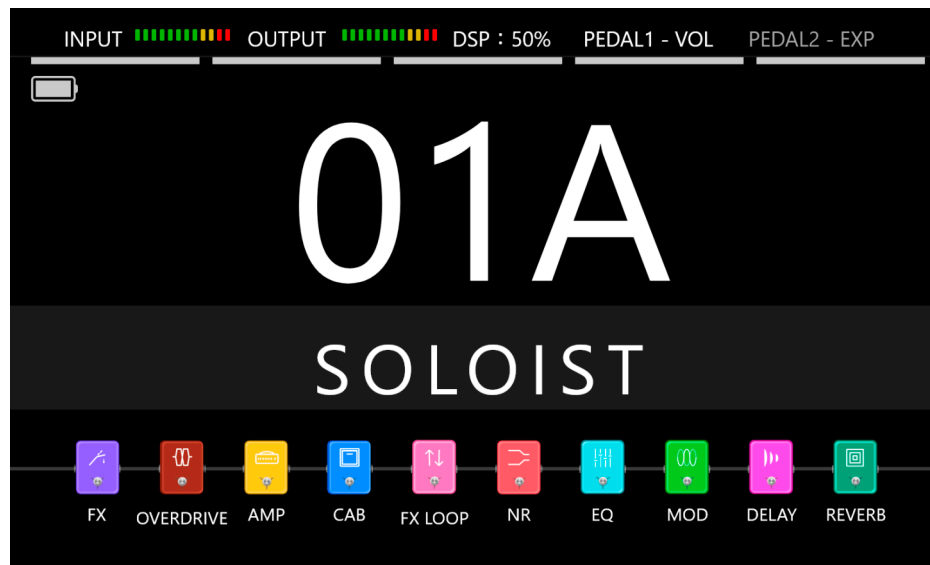 INPUT OUTPUT DSP : 50% PEDAL1 - VOL PEDAL2 - EXP
01A
SOLOIST
FX OVERDRIVE AMP CAB FX LOOP NR EQ MOD DELAY REVERB